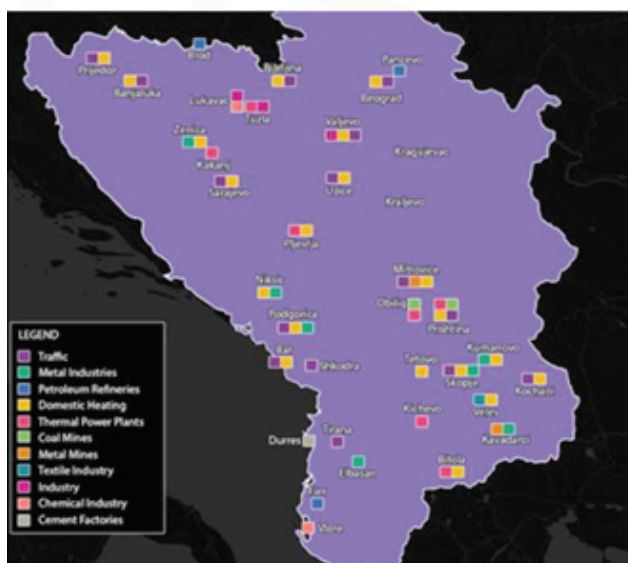 Brod
Pancevo
Prijedor
Banjaluka
Bijeljina
Beograd
Lukavac
Tuzla
Valjevo
Zenica
Kakanj
Kragujevac
Sarajevo
Uzice
Kraljevo
Pljevlja
Niksic
Mitrovice
Podgorica
Obiliq
Prishtina
Bar
Shkodra
Tetovo
Kumanovo
Skopje
Kochani
Kichevo
Veles
Kavadarci
Tirana
Durres
Elbasan
Bitola
Fier
Vlore
LEGEND
Traffic
Metal Industries
Petroleum Refineries
Domestic Heating
Thermal Power Plants
Coal Mines
Metal Mines
Textile Industry
Industry
Chemical Industry
Cement Factories